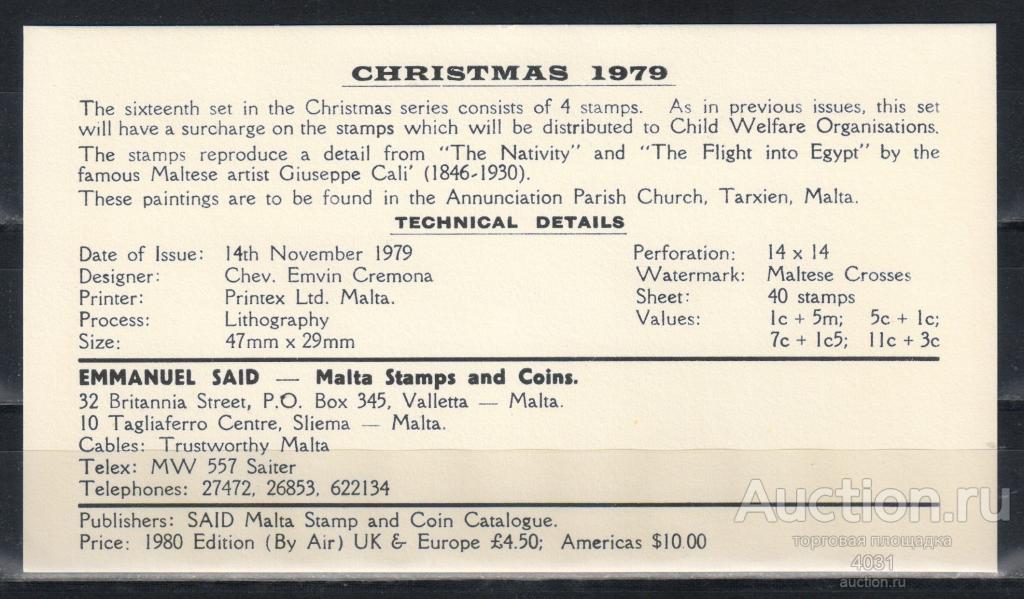 CHRISTMAS 1979
The sixteenth set in the Christmas series consists of 4 stamps. As in previous issues, this set
will have a surcharge on the stamps which will be distributed to Child Welfare Organisations.
The stamps reproduce a detail from "The Nativity" and "The Flight into Egypt" by the
famous Maltese artist Giuseppe Cali' (1846-1930).
These paintings are to be found in the Annunciation Parish Church, Tarxien, Malta.
TECHNICAL DETAILS
Date of Issue: 14th November 1979 Perforation: 14 x 14
Designer: Chev. Emvin Cremona Watermark: Maltese Crosses
Printer: Printex Ltd. Malta. Sheet: 40 stamps
Process: Lithography Values: 1c + 5m; 5c + 1c;
Size: 47mm x 29mm 7c + 1c5; 11c + 3c
EMMANUEL SAID — Malta Stamps and Coins.
32 Britannia Street, P.O. Box 345, Valletta — Malta.
10 Tagliaferro Centre, Sliema — Malta.
Cables: Trustworthy Malta
Telex: MW 557 Saiter
Telephones: 27472, 26853, 622134
Publishers: SAID Malta Stamp and Coin Catalogue.
Price: 1980 Edition (By Air) UK & Europe £4.50; Americas $10.00
Auction.ru
торговая площадка
4031
auction.ru